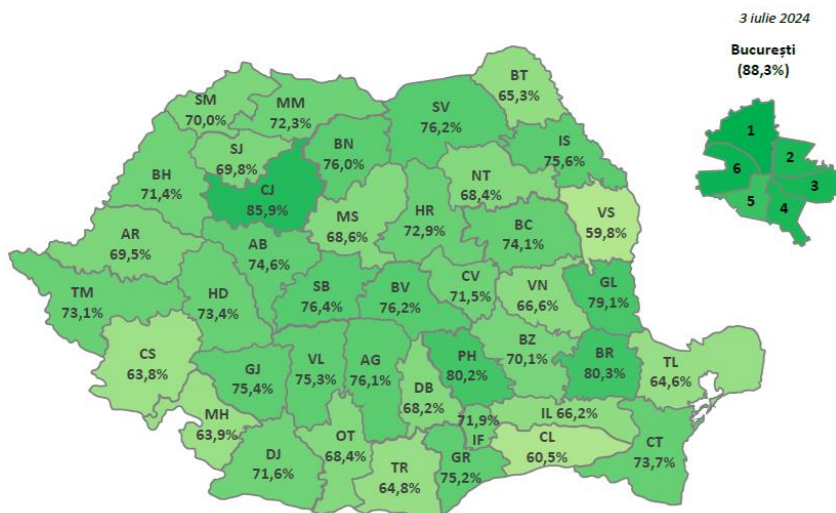 3 iulie 2024
București
(88,3%)
1
2
3
4
5
6
BT
65,3%
SM
70,0%
MM
72,3%
SV
76,2%
IS
75,6%
SJ
69,8%
BN
76,0%
BH
71,4%
CJ
85,9%
NT
68,4%
MS
68,6%
HR
72,9%
BC
74,1%
VS
59,8%
AR
69,5%
AB
74,6%
TM
73,1%
HD
73,4%
SB
76,4%
BV
76,2%
CV
71,5%
VN
66,6%
GL
79,1%
CS
63,8%
GJ
75,4%
VL
75,3%
AG
76,1%
PH
80,2%
BZ
70,1%
BR
80,3%
TL
64,6%
DB
68,2%
MH
63,9%
71,9%
IF
IL 66,2%
OT
68,4%
CL
60,5%
CT
73,7%
DJ
71,6%
TR
64,8%
GR
75,2%